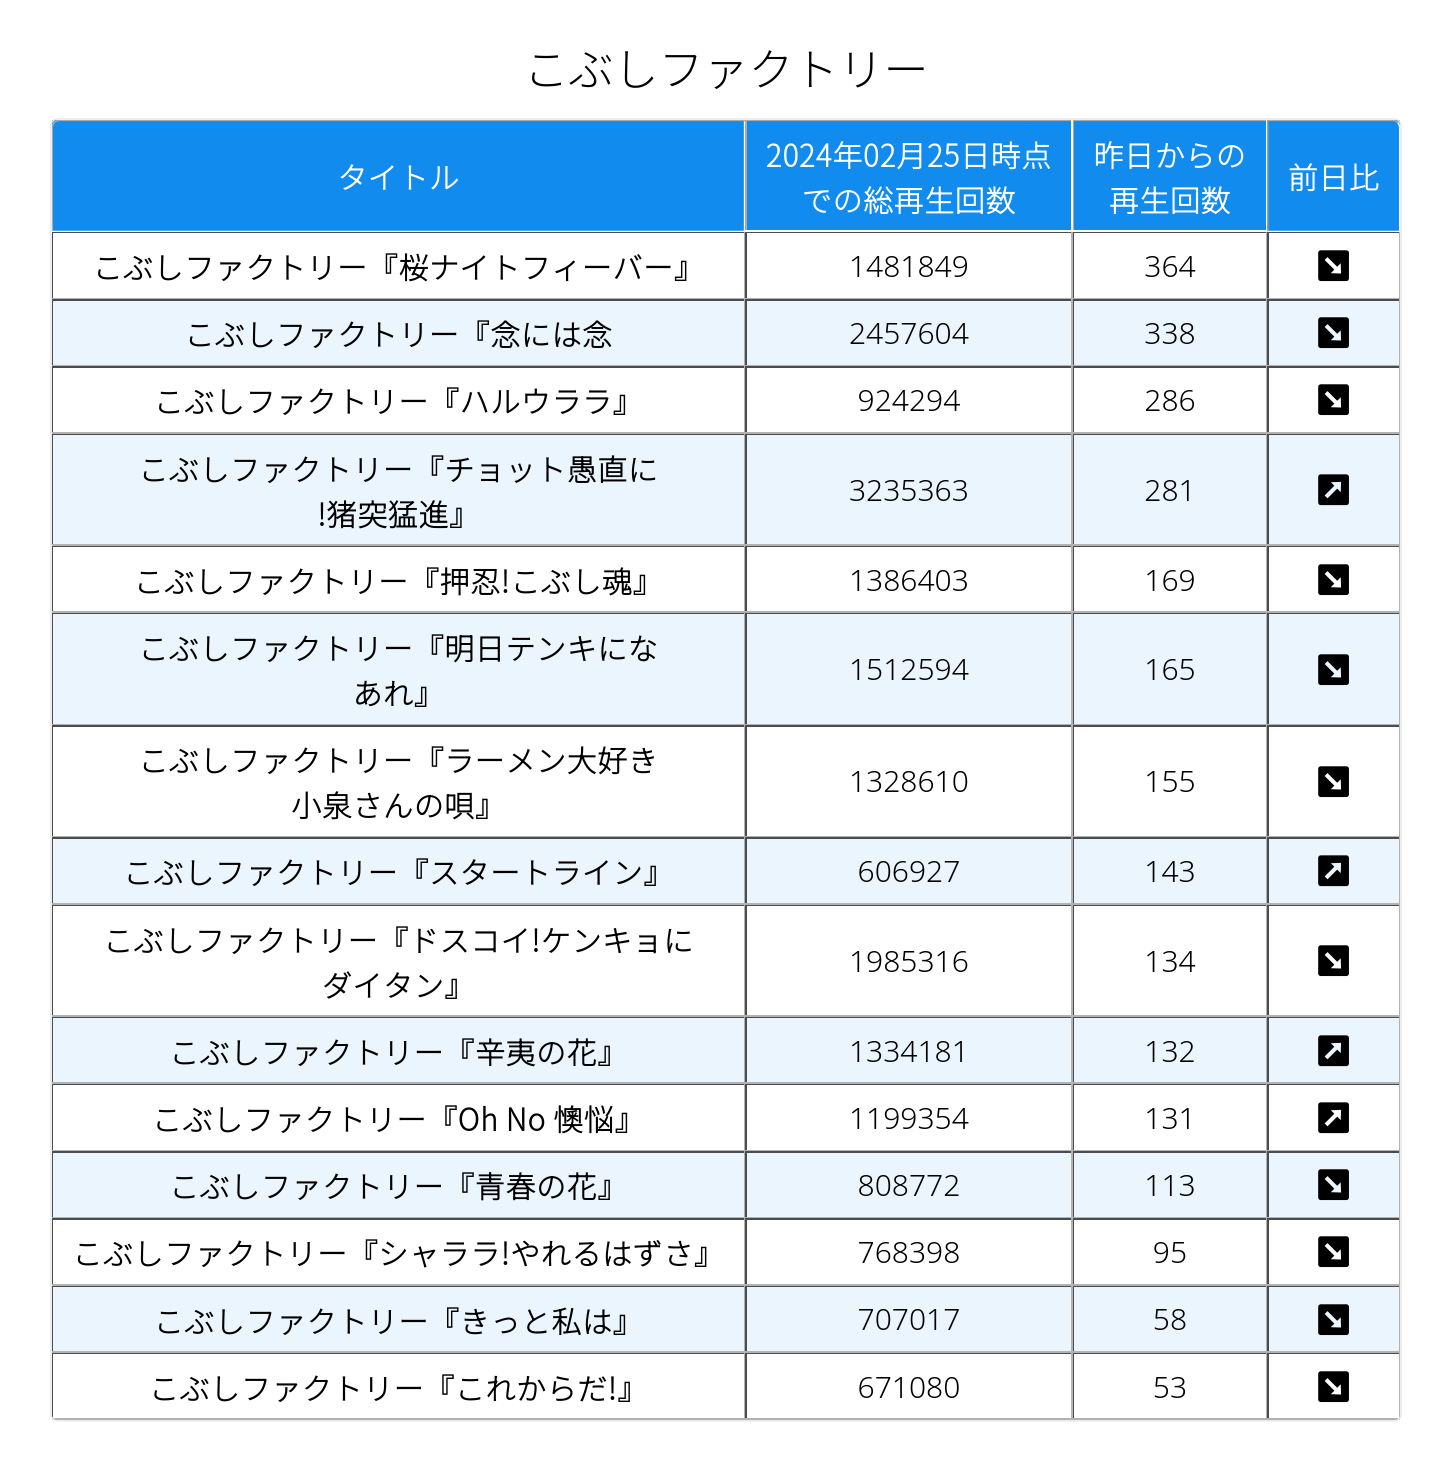 こぶしファクトリー
タイトル
2024年02月25日時点
での総再生回数
昨日からの
再生回数
前日比
こぶしファクトリー『桜ナイトフィーバー』 1481849 364
こぶしファクトリー『念には念 2457604 338
こぶしファクトリー『ハルウララ』 924294 286
こぶしファクトリー『チョット愚直に
!猪突猛進』
3235363 281
こぶしファクトリー『押忍!こぶし魂』 1386403 169
こぶしファクトリー『明日テンキにな
あれ』
1512594 165
こぶしファクトリー『ラーメン大好き
小泉さんの唄』
1328610 155
こぶしファクトリー『スタートライン』 606927 143
こぶしファクトリー『ドスコイ!ケンキョに
ダイタン』
1985316 134
こぶしファクトリー『辛夷の花』 1334181 132
こぶしファクトリー『Oh No 懊悩』 1199354 131
こぶしファクトリー『青春の花』 808772 113
こぶしファクトリー『シャララ!やれるはずさ』 768398 95
こぶしファクトリー『きっと私は』 707017 58
こぶしファクトリー『これからだ!』 671080 53